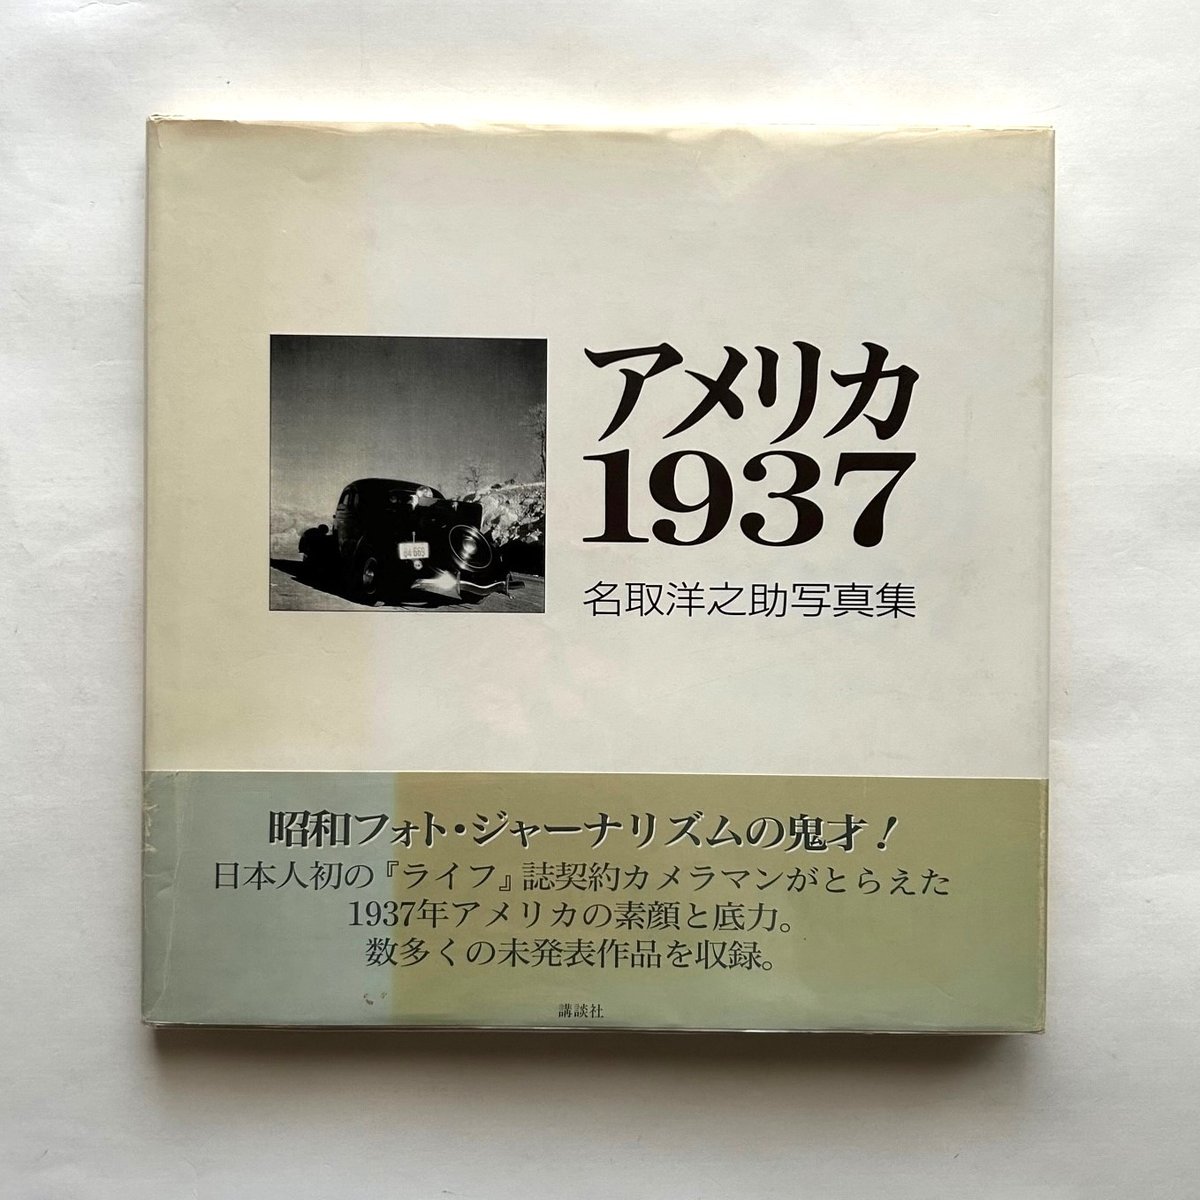 アメリカ
1937
名取洋之助写真集
昭和フォト・ジャーナリズムの鬼才!
日本人初の『ライフ』誌契約カメラマンがとらえた
1937年アメリカの素顔と底力。
数多くの未発表作品を収録。
講談社